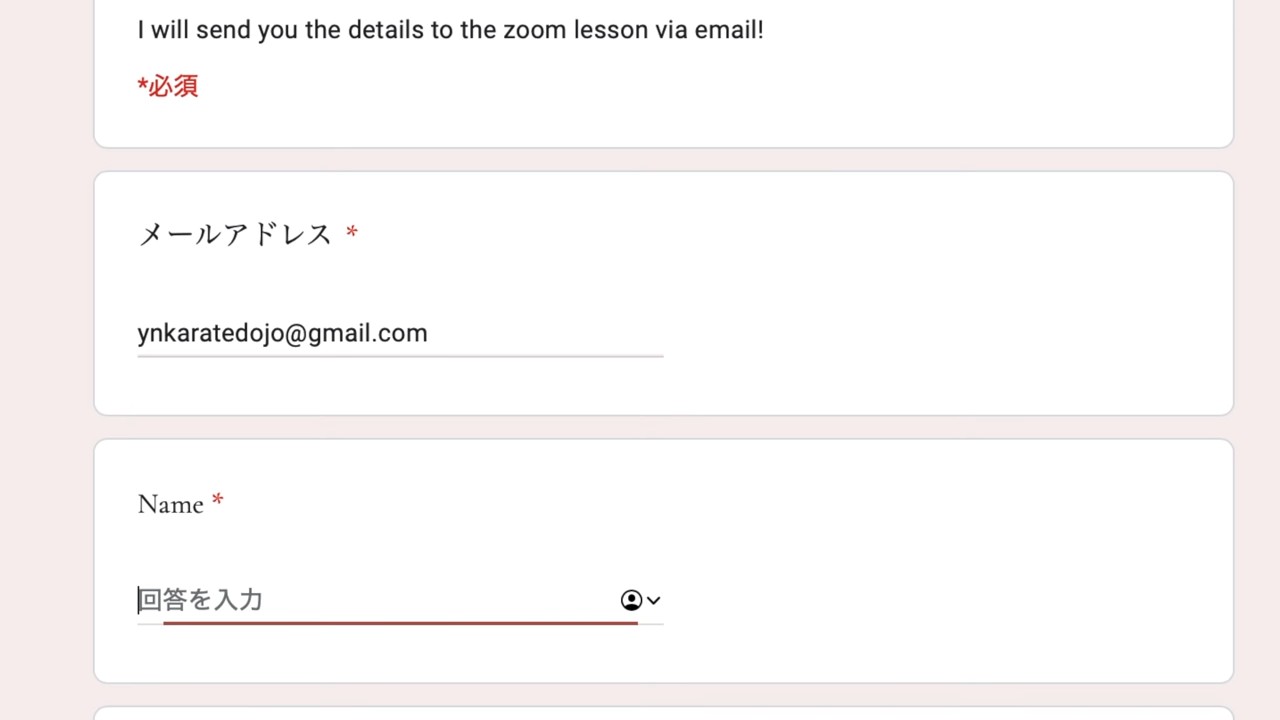 I will send you the details to the zoom lesson via email!
*必須
メールアドレス *
ynkaratedojo@gmail.com
Name *
回答を入力